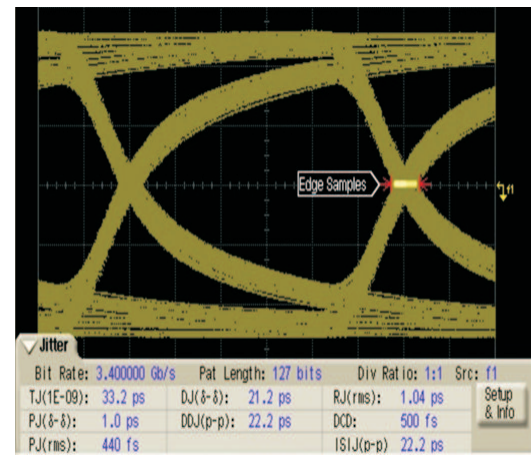 Edge Samples
f1
Jitter
Bit Rate: 3.400000 Gb/s Pat Length: 127 bits Div Ratio: 1:1 Src: f1
TJ(1E-09): 33.2 ps DJ(δ-δ): 21.2 ps RJ(rms): 1.04 ps Setup & Info
PJ(δ-δ): 1.0 ps DDJ(p-p): 22.2 ps DCD: 500 fs
PJ(rms): 440 fs ISIJ(p-p) 22.2 ps